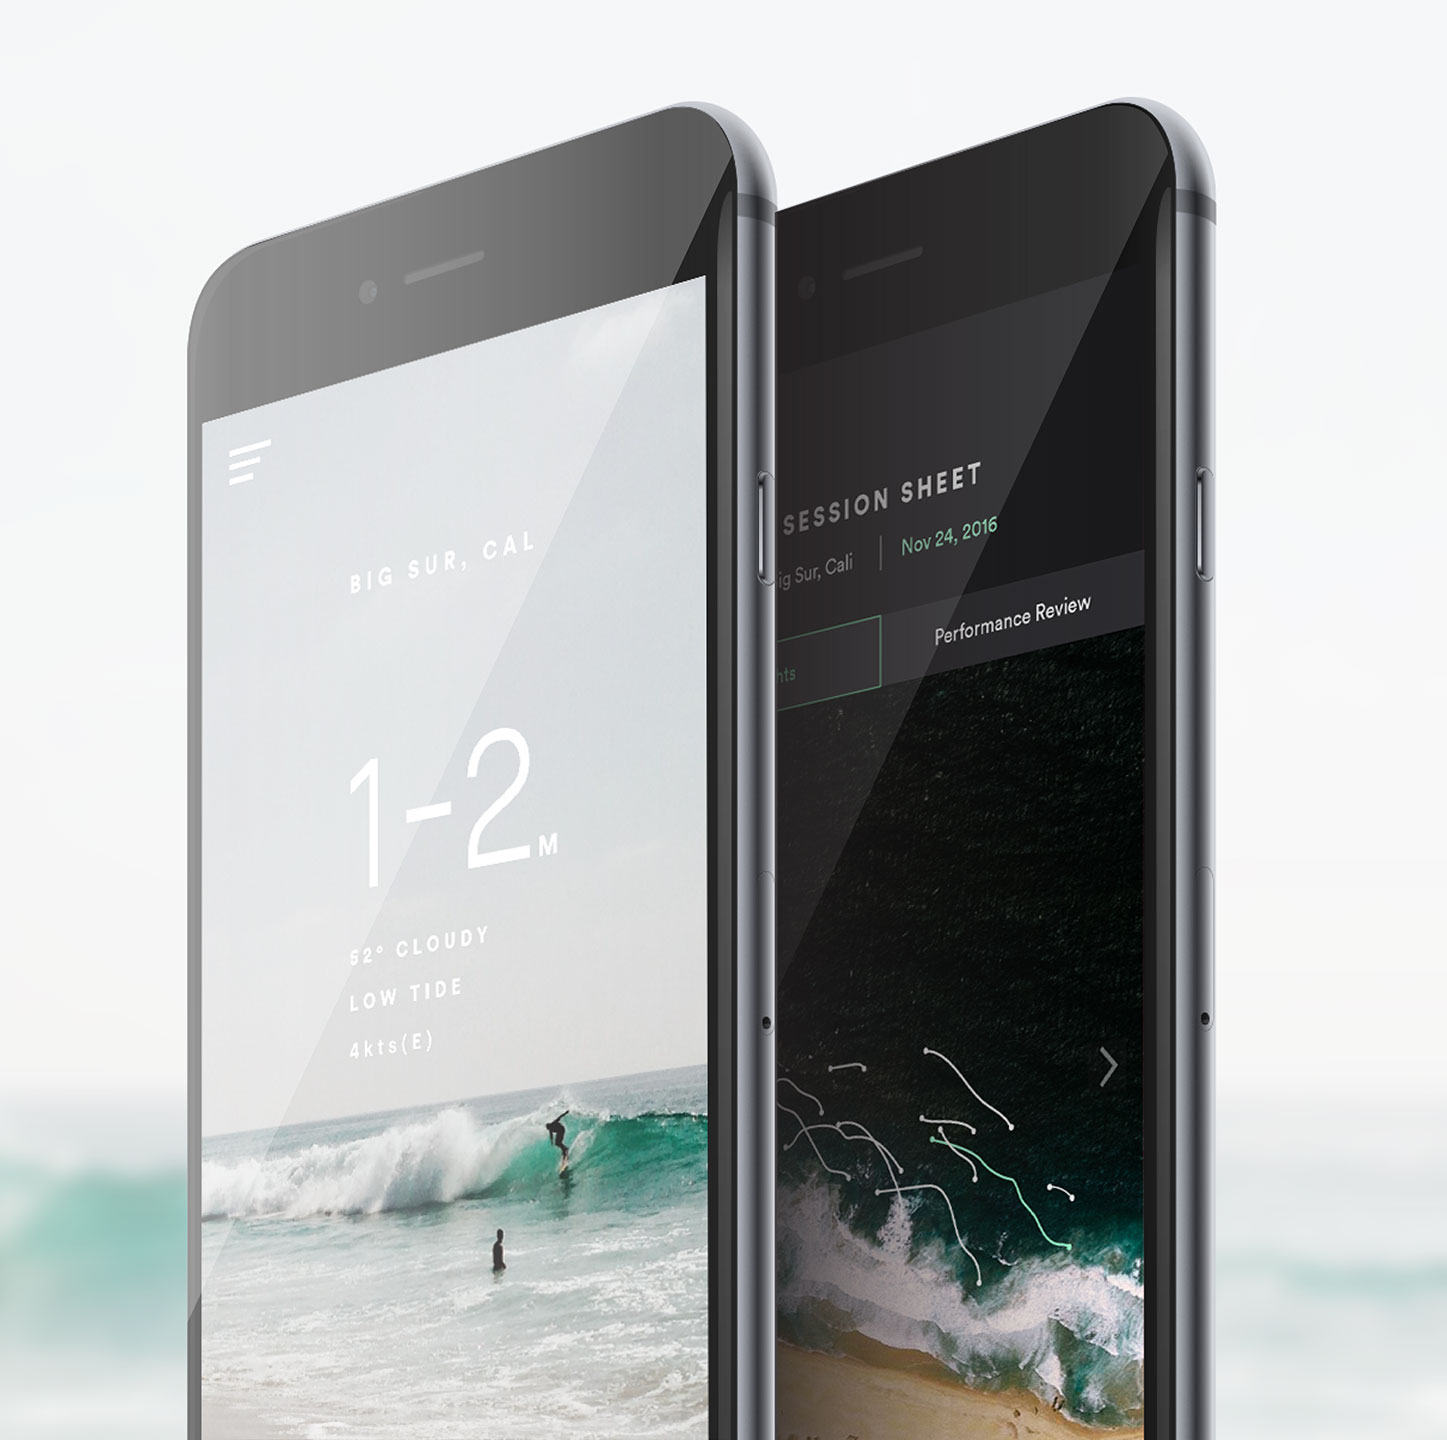 BIG SUR, CAL
1-2 M
52° CLOUDY
LOW TIDE
4kts(E)
SESSION SHEET
ig Sur, Cali | Nov 24, 2016
hts
Performance Review